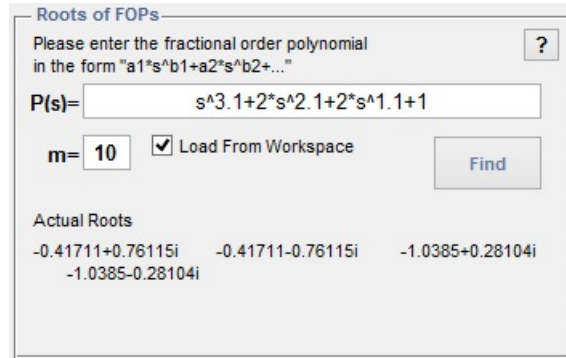 Roots of FOPs
Please enter the fractional order polynomial
in the form "a1*s^b1+a2*s^b2+..."
?
P(s)= s^3.1+2*s^2.1+2*s^1.1+1
m= 10 Load From Workspace
Find
Actual Roots
-0.41711+0.76115i -0.41711-0.76115i -1.0385+0.28104i
-1.0385-0.28104i